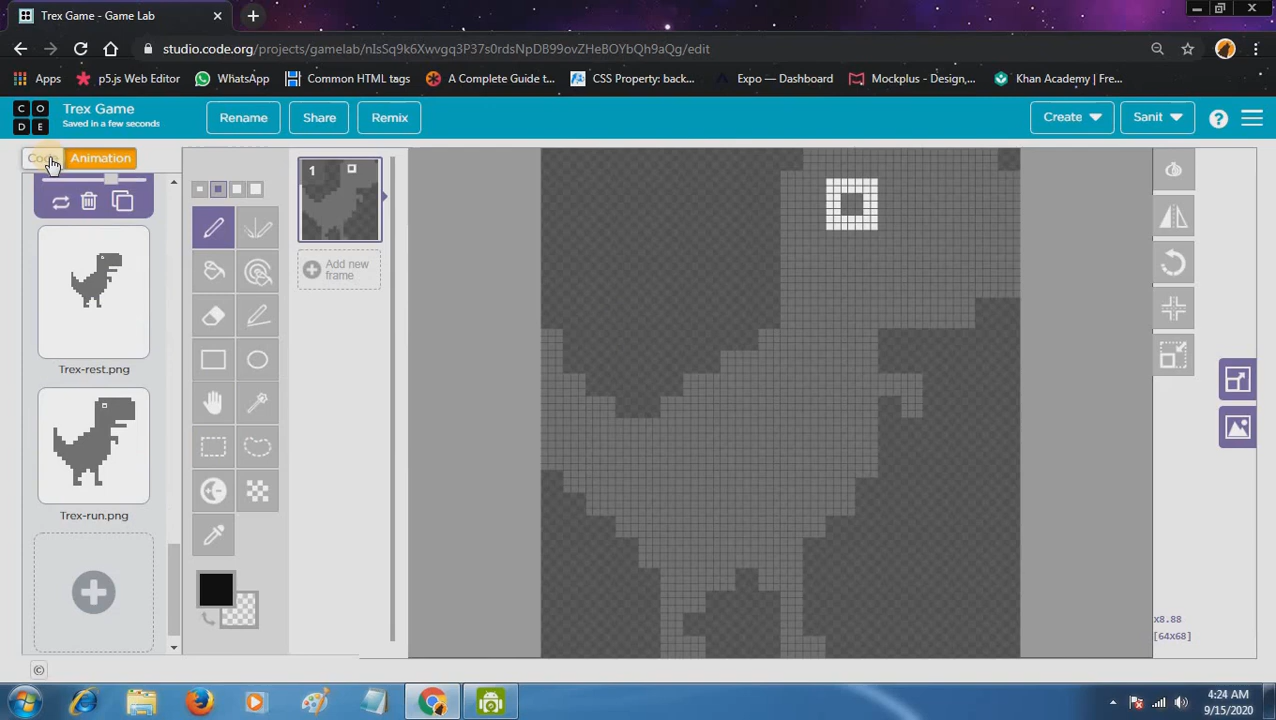 Trex Game - Game Lab
studio.code.org/projects/gamelab/nIsSq9k6Xwvgq3P37s0rdsNpDB99ovZHeBOYbQh9aQg/edit
Apps
p5.js Web Editor
WhatsApp
Common HTML tags
A Complete Guide t...
CSS Property: back...
Expo — Dashboard
Mockplus - Design,...
Khan Academy | Fre...
C O
D E
Trex Game
Saved in a few seconds
Rename
Share
Remix
Create
Sanit
?
Code
Animation
1
Add new
frame
Trex-rest.png
Trex-run.png
x8.88
[64x68]
©
4:24 AM
9/15/2020